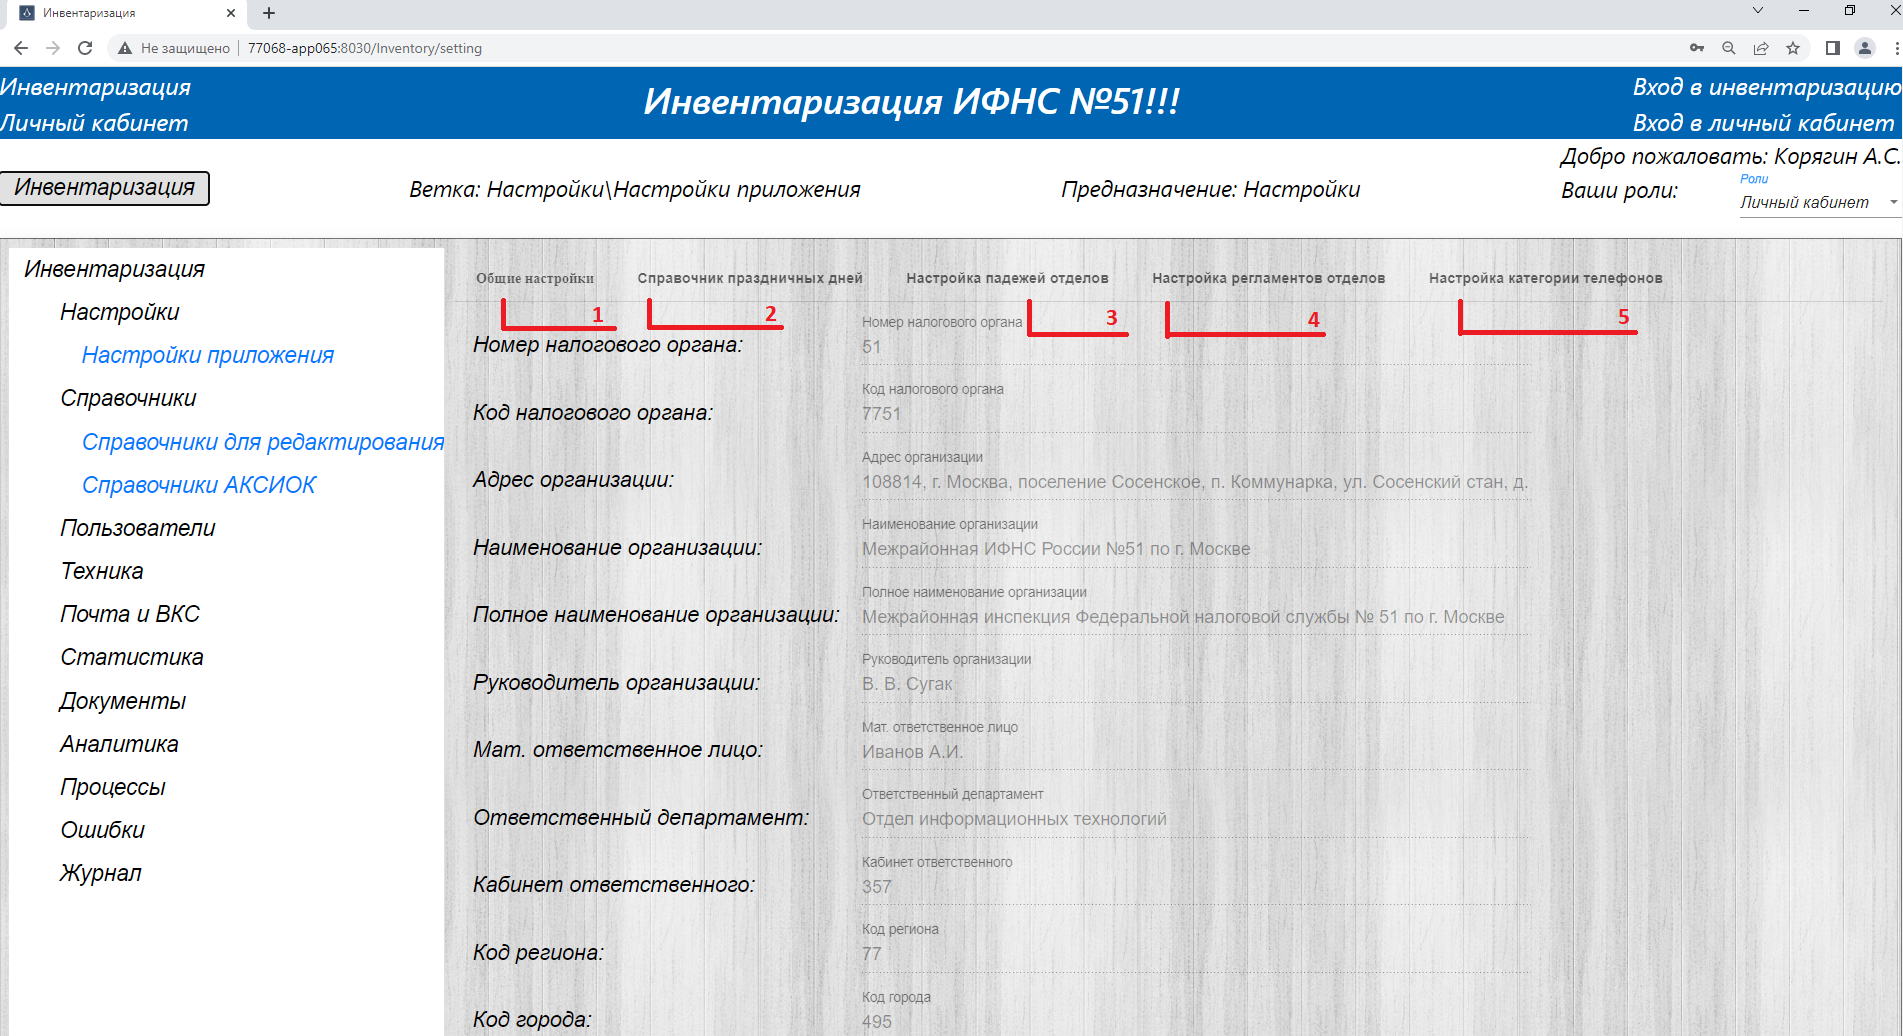 Инвентаризация
Не защищено | 77068-app065:8030/Inventory/setting
Инвентаризация
Личный кабинет
Инвентаризация ИФНС №51!!!
Вход в инвентаризацию
Вход в личный кабинет
Добро пожаловать: Корягин А.С.
Инвентаризация
Ветка: Настройки\Настройки приложения
Предназначение: Настройки
Ваши роли:
Роли
Личный кабинет
Инвентаризация
Настройки
Настройки приложения
Справочники
Справочники для редактирования
Справочники АКСИОК
Пользователи
Техника
Почта и ВКС
Статистика
Документы
Аналитика
Процессы
Ошибки
Журнал
Общие настройки
Справочник праздничных дней
Настройка падежей отделов
Настройка регламентов отделов
Настройка категории телефонов
1
2
3
4
5
Номер налогового органа:
Номер налогового органа
51
Код налогового органа:
Код налогового органа
7751
Адрес организации:
Адрес организации
108814, г. Москва, поселение Сосенское, п. Коммунарка, ул. Сосенский стан, д.
Наименование организации:
Наименование организации
Межрайонная ИФНС России №51 по г. Москве
Полное наименование организации:
Полное наименование организации
Межрайонная инспекция Федеральной налоговой службы № 51 по г. Москве
Руководитель организации:
Руководитель организации
В. В. Сугак
Мат. ответственное лицо:
Мат. ответственное лицо
Иванов А.И.
Ответственный департамент:
Ответственный департамент
Отдел информационных технологий
Кабинет ответственного:
Кабинет ответственного
357
Код региона:
Код региона
77
Код города:
Код города
495